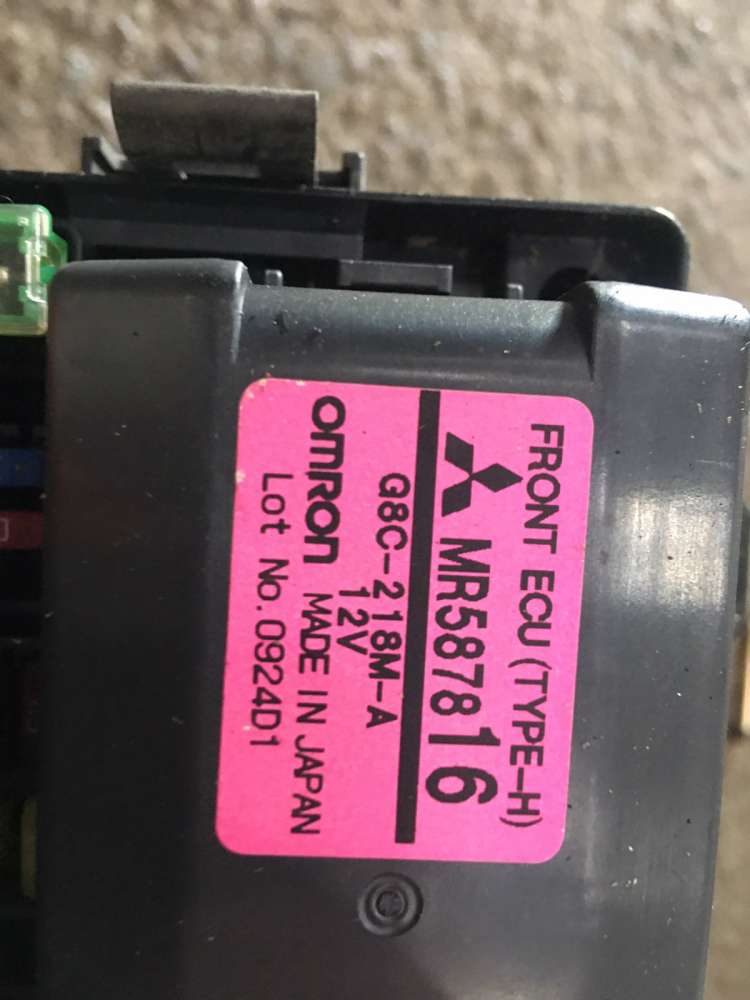 FRONT ECU (TYPE-H)
MR587816
G8C-218M-A
12V
OMRON MADE IN JAPAN
Lot No. 0924D1